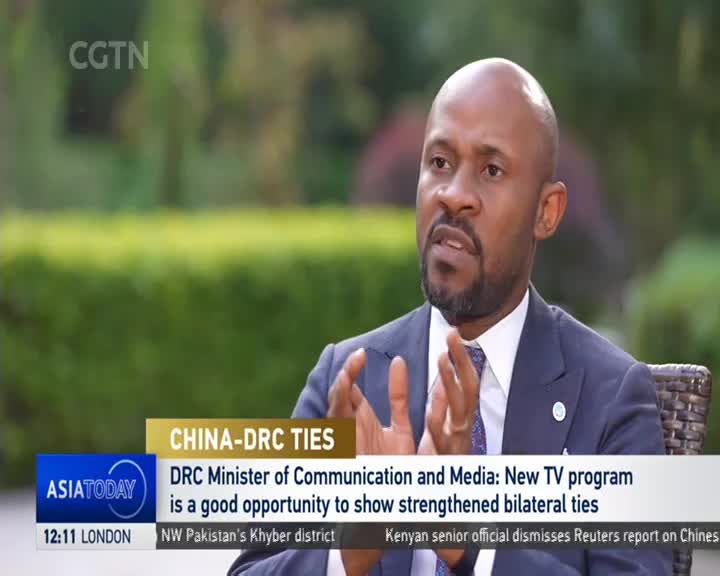 CGTN
CHINA-DRC TIES
DRC Minister of Communication and Media: New TV program
is a good opportunity to show strengthened bilateral ties
ASIATODAY
12:11 LONDON
NW Pakistan's Khyber district Kenyan senior official dismisses Reuters report on Chines